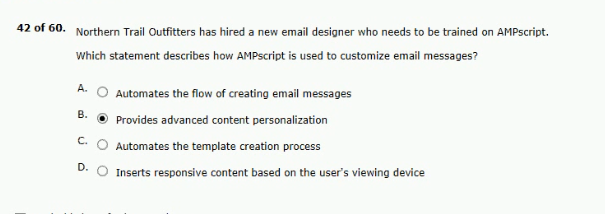 42 of 60. Northern Trail Outfitters has hired a new email designer who needs to be trained on AMPscript.
Which statement describes how AMPscript is used to customize email messages?
A. Automates the flow of creating email messages
B. Provides advanced content personalization
C. Automates the template creation process
D. Inserts responsive content based on the user's viewing device